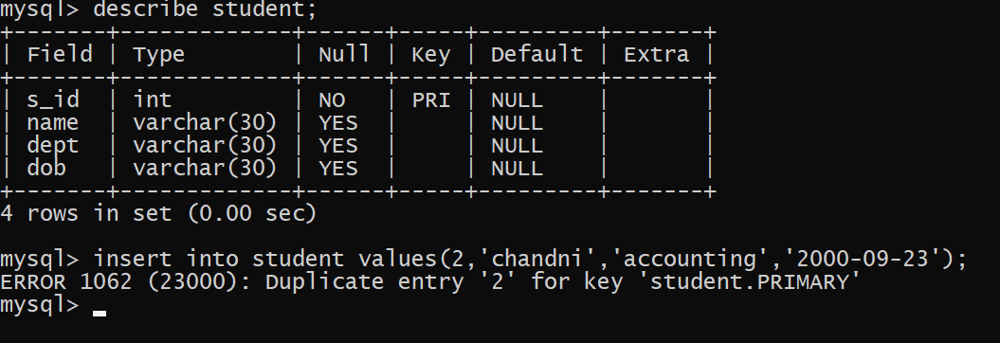 mysql> describe student;
+-------+-------------+------+-----+---------+-------+
| Field | Type        | Null | Key | Default | Extra |
+-------+-------------+------+-----+---------+-------+
| s_id  | int         | NO   | PRI | NULL    |       |
| name  | varchar(30) | YES  |     | NULL    |       |
| dept  | varchar(30) | YES  |     | NULL    |       |
| dob   | varchar(30) | YES  |     | NULL    |       |
+-------+-------------+------+-----+---------+-------+
4 rows in set (0.00 sec)
mysql> insert into student values(2,'chandni','accounting','2000-09-23');
ERROR 1062 (23000): Duplicate entry '2' for key 'student.PRIMARY'
mysql>